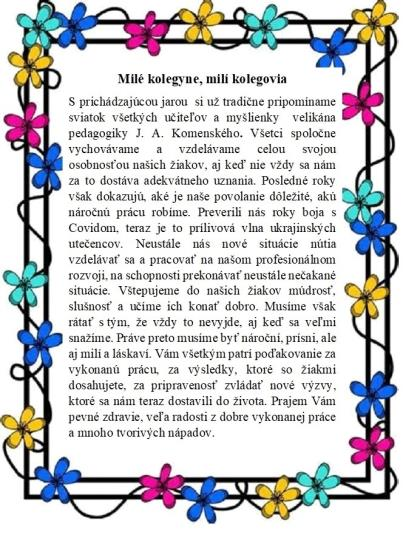 Milé kolegyne, milí kolegovia
S prichádzajúcou jarou si už tradične pripomíname
sviatok všetkých učiteľov a myšlienky velikána
pedagogiky J. A. Komenského. Všetci spoločne
vychovávame a vzdelávame celou svojou
osobnosťou našich žiakov, aj keď nie vždy sa nám
za to dostáva adekvátneho uznania. Posledné roky
však dokazujú, aké je naše povolanie dôležité, akú
náročnú prácu robíme. Preverili nás roky boja s
Covidom, teraz je to prílivová vlna ukrajinských
utečencov. Neustále nás nové situácie nútia
vzdelávať sa a pracovať na našom profesionálnom
rozvoji, na schopnosti prekonávať neustále nečakané
situácie. Vštepujeme do našich žiakov múdrosť,
slušnosť a učíme ich konať dobro. Musíme však
rátať s tým, že vždy to nevyjde, aj keď sa veľmi
snažíme. Práve preto musíme byť nároční, prísni, ale
aj milí a láskaví. Vám všetkým patrí poďakovanie za
vykonanú prácu, za výsledky, ktoré so žiakmi
dosahujete, za pripravenosť zvládať nové výzvy,
ktoré sa nám teraz dostavili do života. Prajem Vám
pevné zdravie, veľa radosti z dobre vykonanej práce
a mnoho tvorivých nápadov.